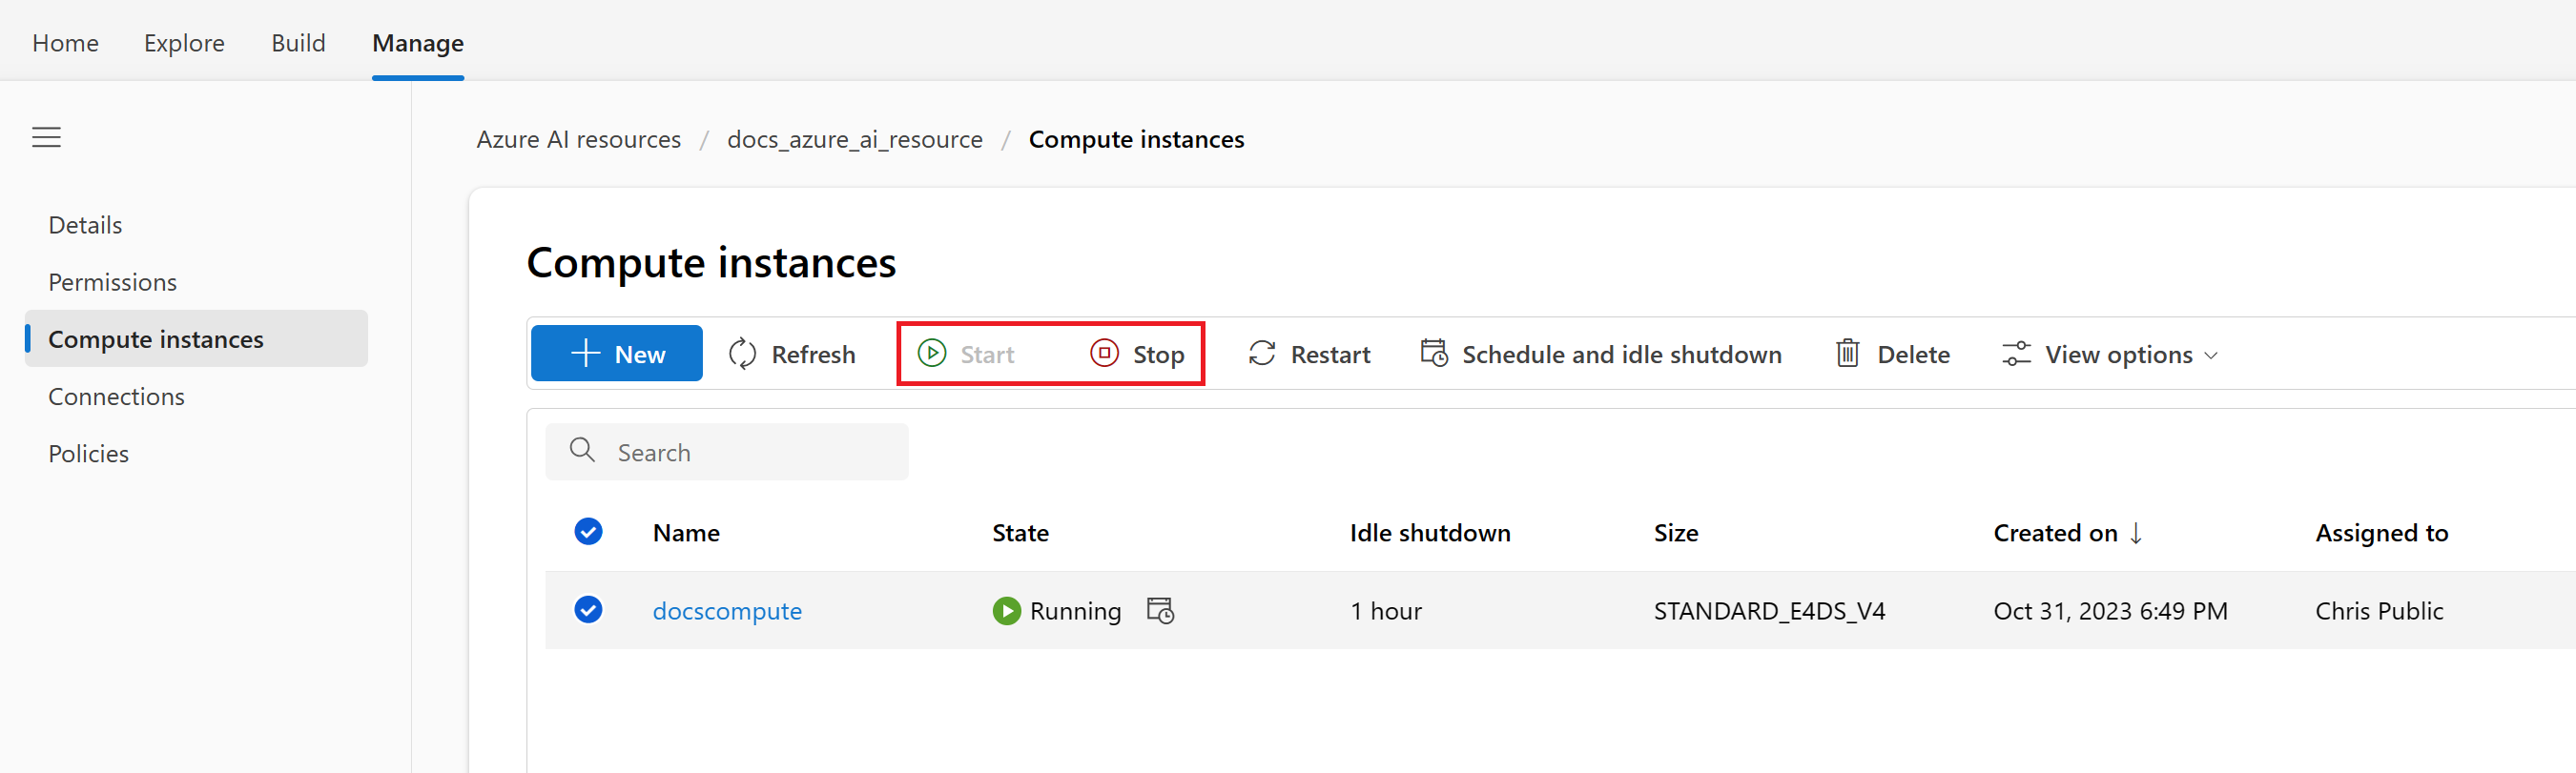 Home Explore Build Manage
Azure AI resources / docs_azure_ai_resource / Compute instances
Details
Permissions
Compute instances
Connections
Policies
Compute instances
New Refresh Start Stop Restart Schedule and idle shutdown Delete View options
Search
Name State Idle shutdown Size Created on ↓ Assigned to
docscompute Running 1 hour STANDARD_E4DS_V4 Oct 31, 2023 6:49 PM Chris Public